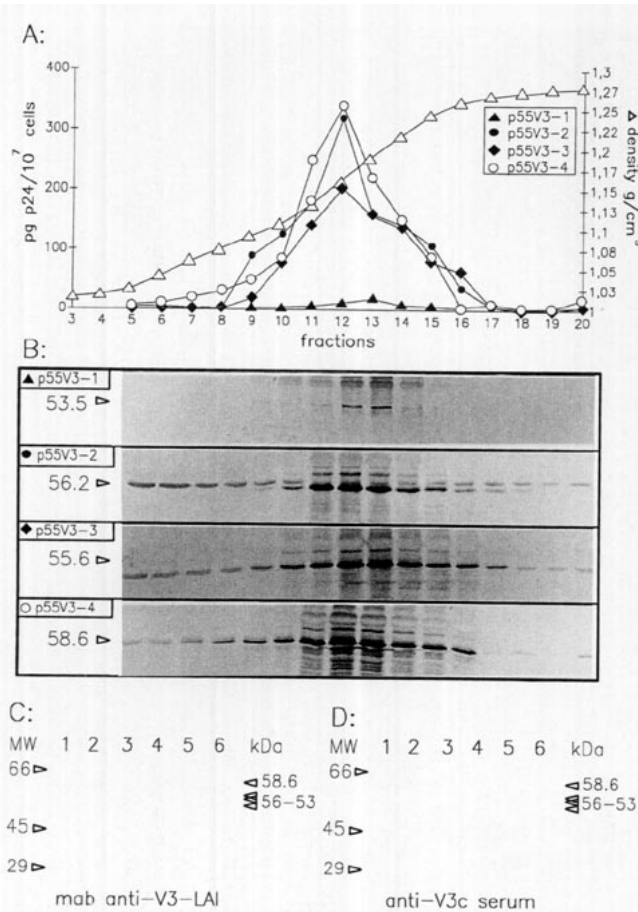 A:
400
300
200
100
0
pg p24/10⁷ cells
3 4 5 6 7 8 9 10 11 12 13 14 15 16 17 18 19 20
fractions
▲ p55V3-1
● p55V3-2
◆ p55V3-3
○ p55V3-4
1,3
1,27
1,25
1,22
1,2
1,17
1,15
1,13
1,1
1,08
1,05
1,03
1
△ density g/cm³
B:
▲ p55V3-1
53.5 ▷
● p55V3-2
56.2 ▷
◆ p55V3-3
55.6 ▷
○ p55V3-4
58.6 ▷
C:
MW 1 2 3 4 5 6 kDa
66 ▷
45 ▷
29 ▷
◁ 58.6
◁ 56-53
mab anti-V3-LAI
D:
MW 1 2 3 4 5 6 kDa
66 ▷
45 ▷
29 ▷
◁ 58.6
◁ 56-53
anti-V3c serum